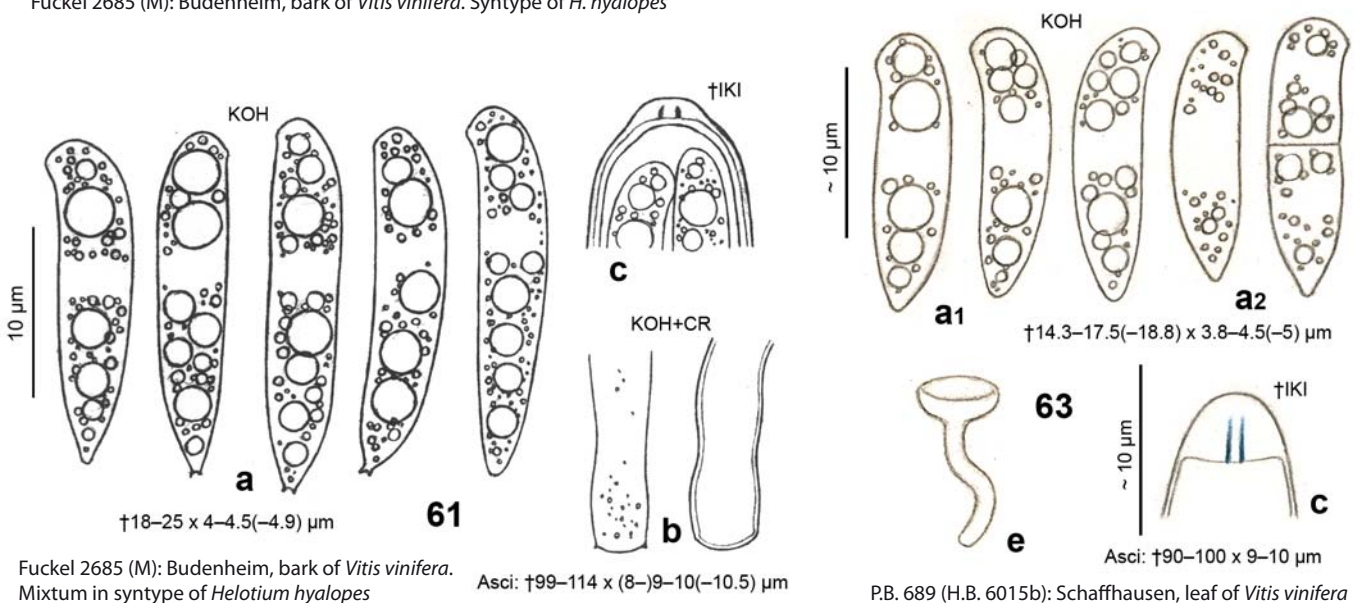 Fuckel 2685 (M): Budenheim, bark of Vitis vinifera. Syntype of H. hyalopes
KOH
10 µm
a
†18–25 x 4–4.5(–4.9) µm
61
†IKI
c
KOH+CR
b
Fuckel 2685 (M): Budenheim, bark of Vitis vinifera.
Mixtum in syntype of Helotium hyalopes
Asci: †99–114 x (8–)9–10(–10.5) µm
KOH
~ 10 µm
a1
a2
†14.3–17.5(–18.8) x 3.8–4.5(–5) µm
63
e
~ 10 µm
†IKI
c
Asci: †90–100 x 9–10 µm
P.B. 689 (H.B. 6015b): Schaffhausen, leaf of Vitis vinifera